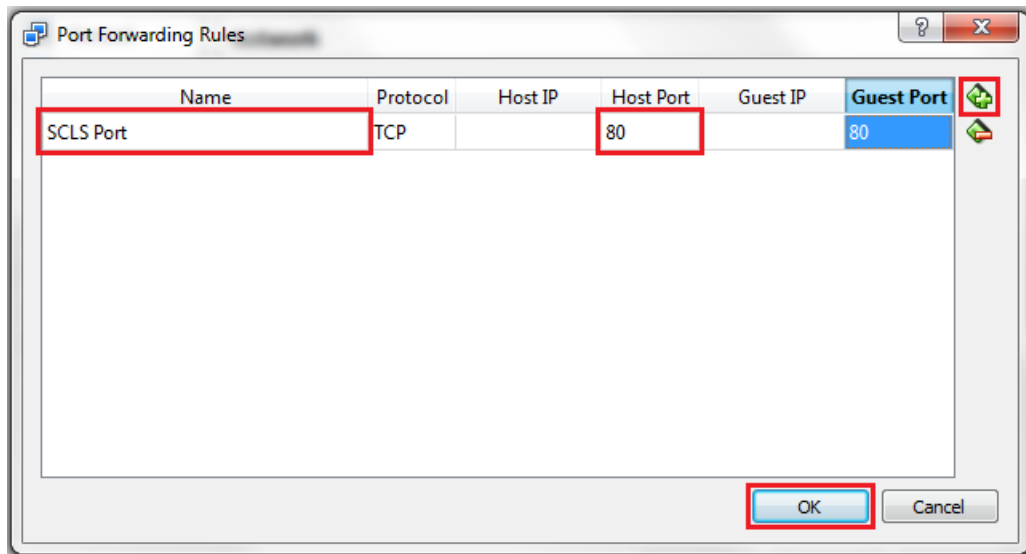 Port Forwarding Rules
Name Protocol Host IP Host Port Guest IP Guest Port
SCLS Port TCP 80 80
OK Cancel